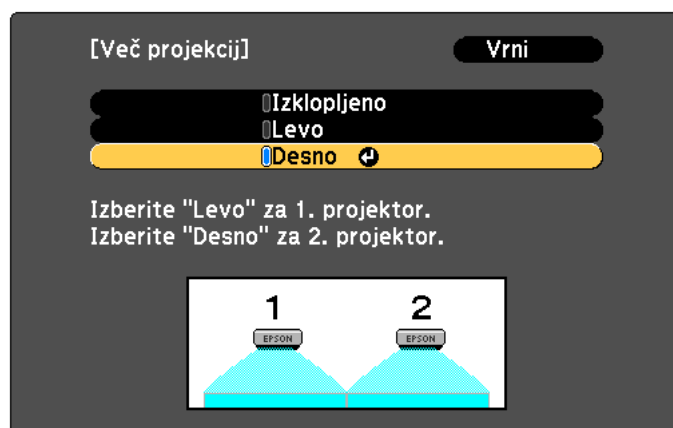 [Več projekcij] Vrni
Izklopljeno
Levo
Desno
Izberite "Levo" za 1. projektor.
Izberite "Desno" za 2. projektor.
1 2
EPSON EPSON